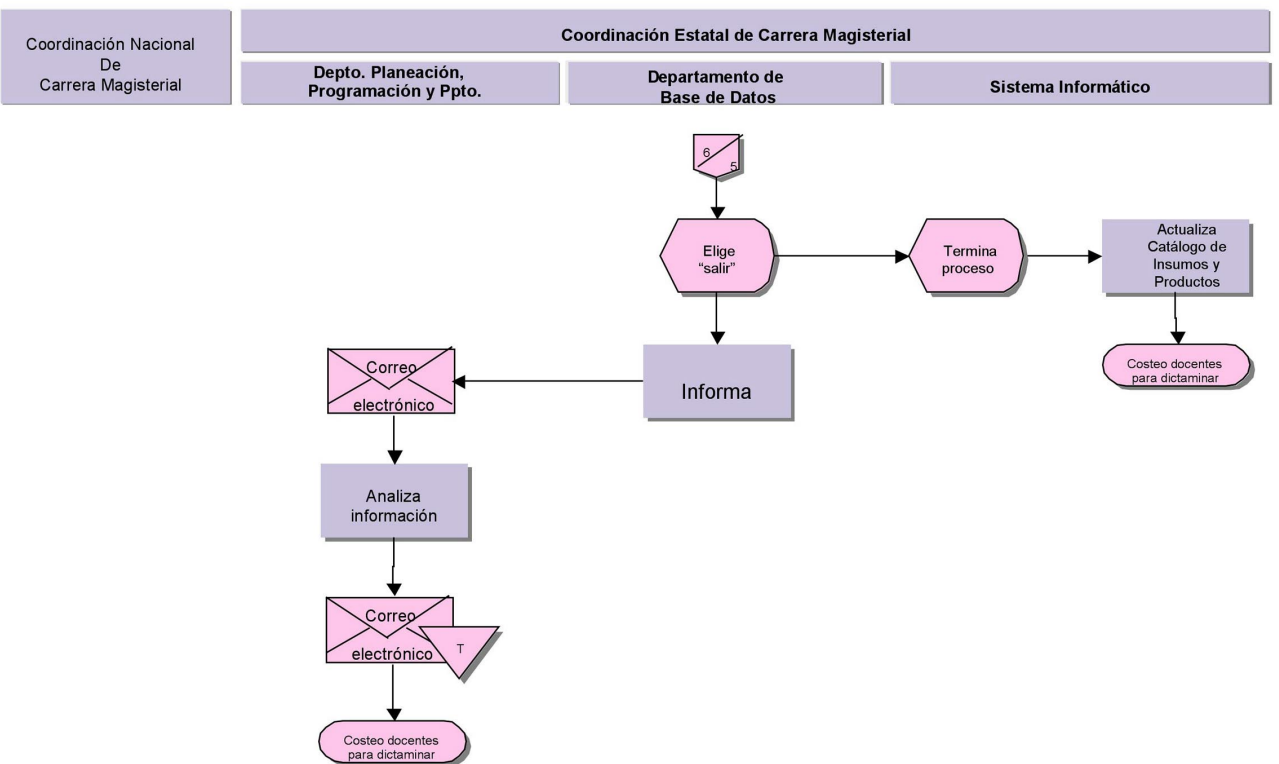 Coordinación Nacional
De
Carrera Magisterial
Coordinación Estatal de Carrera Magisterial
Depto. Planeación,
Programación y Ppto.
Departamento de
Base de Datos
Sistema Informático
6
5
Elige
“salir”
Termina
proceso
Actualiza
Catálogo de
Insumos y
Productos
Costeo docentes
para dictaminar
Informa
Correo
electrónico
Analiza
información
Correo
electrónico
T
Costeo docentes
para dictaminar